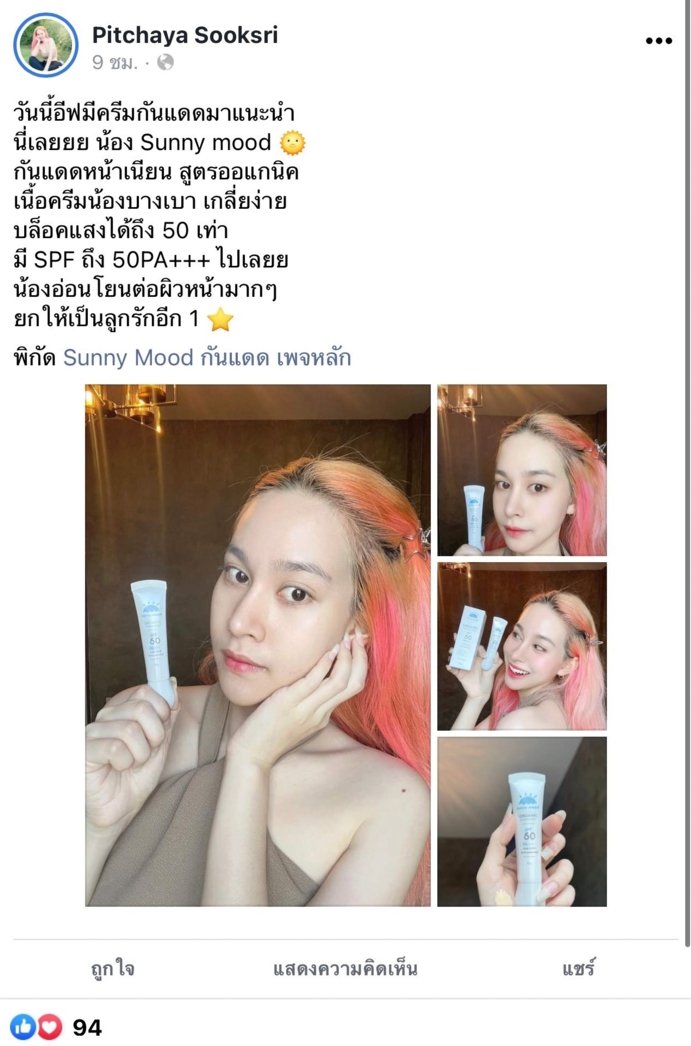 Pitchaya Sooksri
9 ชม.
วันนี้อีฟมีครีมกันแดดมาแนะนำ
นี่เลยยย น้อง Sunny mood 🌞
กันแดดหน้าเนียน สูตรออแกนิค
เนื้อครีมน้องบางเบา เกลี่ยง่าย
บล็อคแสงได้ถึง 50 เท่า
มี SPF ถึง 50PA+++ ไปเลยย
น้องอ่อนโยนต่อผิวหน้ามากๆ
ยกให้เป็นลูกรักอีก 1 ⭐
พิกัด Sunny Mood กันแดด เพจหลัก
ถูกใจ แสดงความคิดเห็น แชร์
94